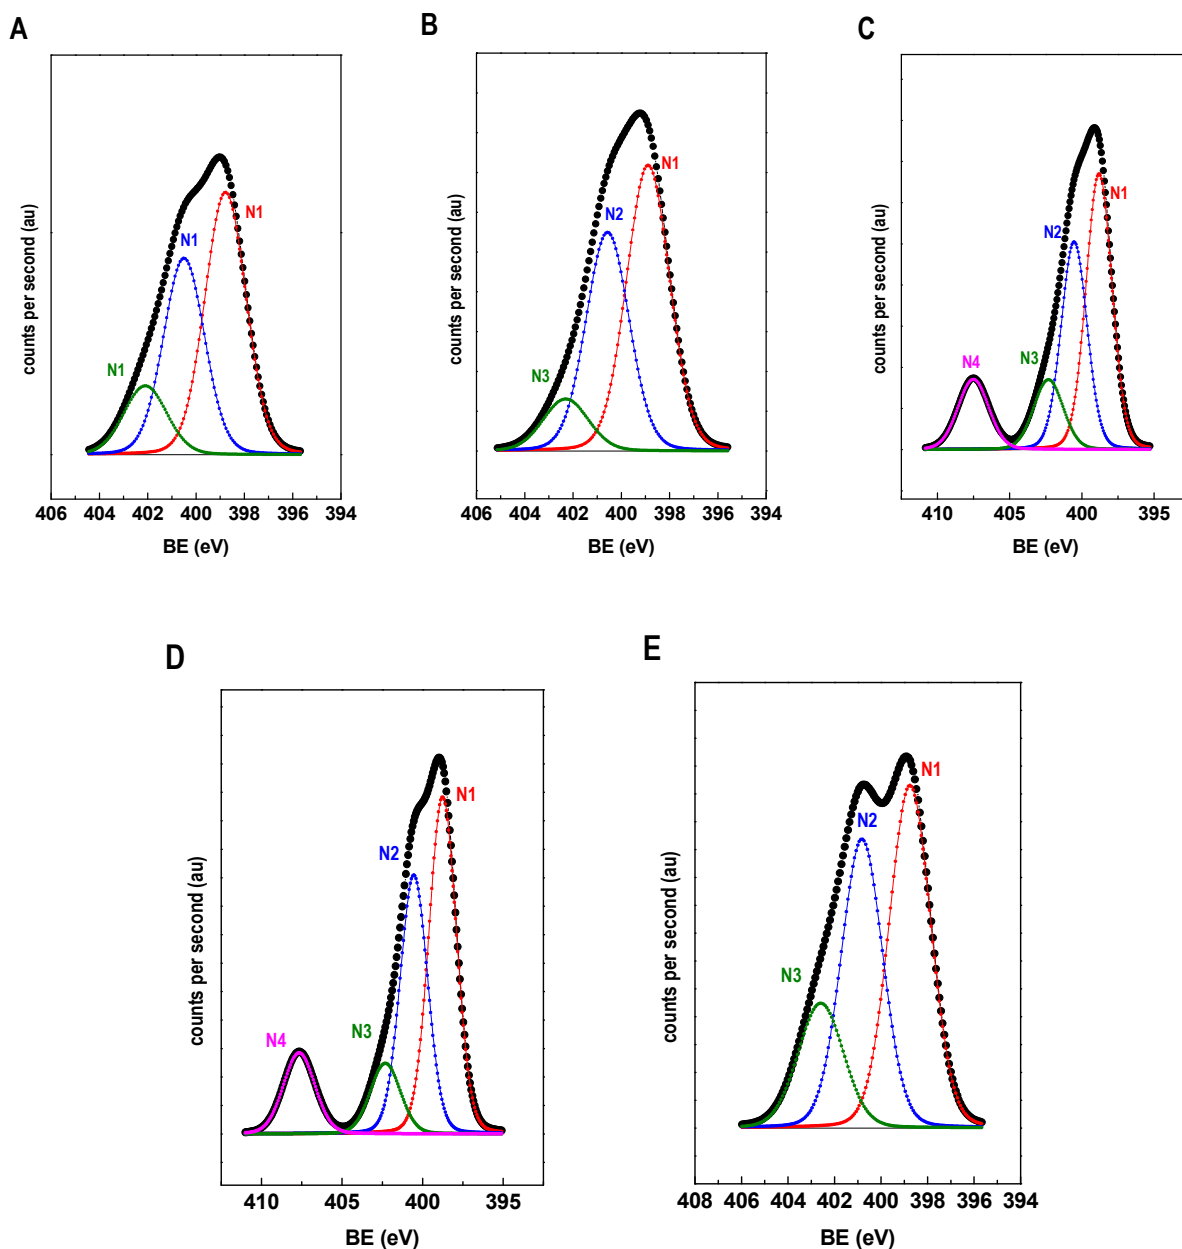 A
counts per second (au)
N1
N1
N1
406 404 402 400 398 396 394
BE (eV)
B
counts per second (au)
N1
N2
N3
406 404 402 400 398 396 394
BE (eV)
C
counts per second (au)
N1
N2
N3
N4
410 405 400 395
BE (eV)
D
counts per second (au)
N1
N2
N3
N4
410 405 400 395
BE (eV)
E
counts per second (au)
N1
N2
N3
408 406 404 402 400 398 396 394
BE (eV)